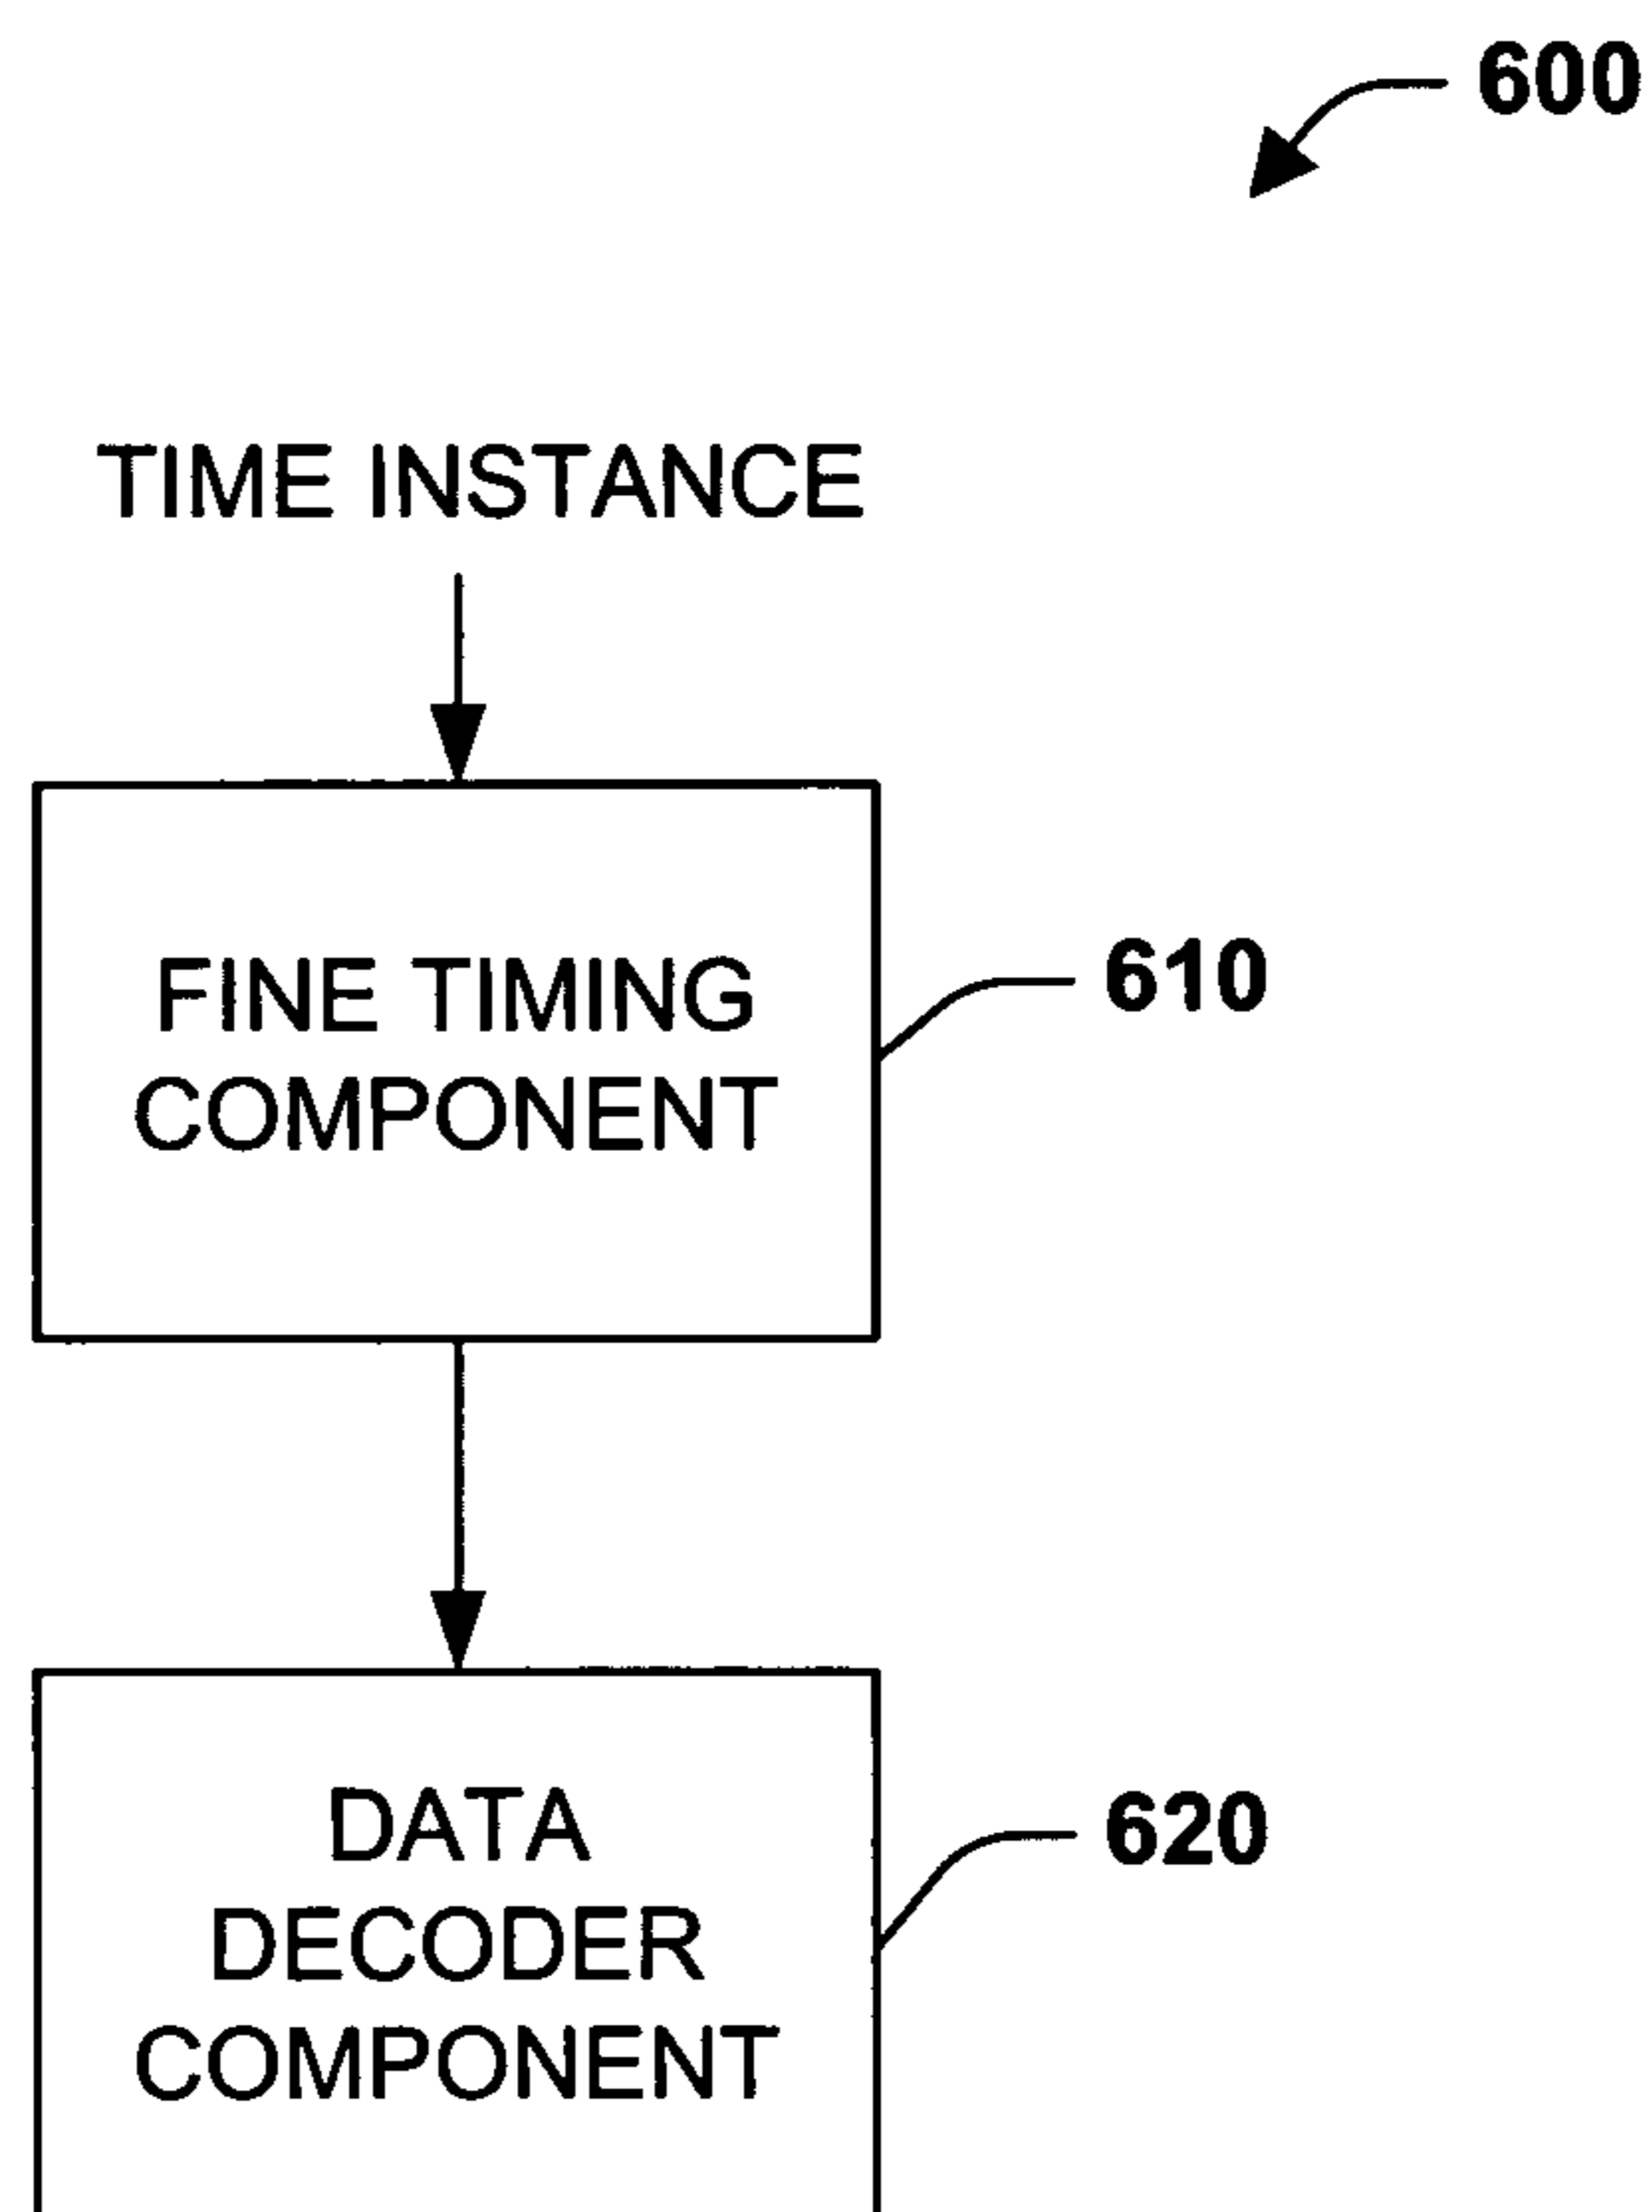 600
TIME INSTANCE
FINE TIMING
COMPONENT
610
DATA
DECODER
COMPONENT
620